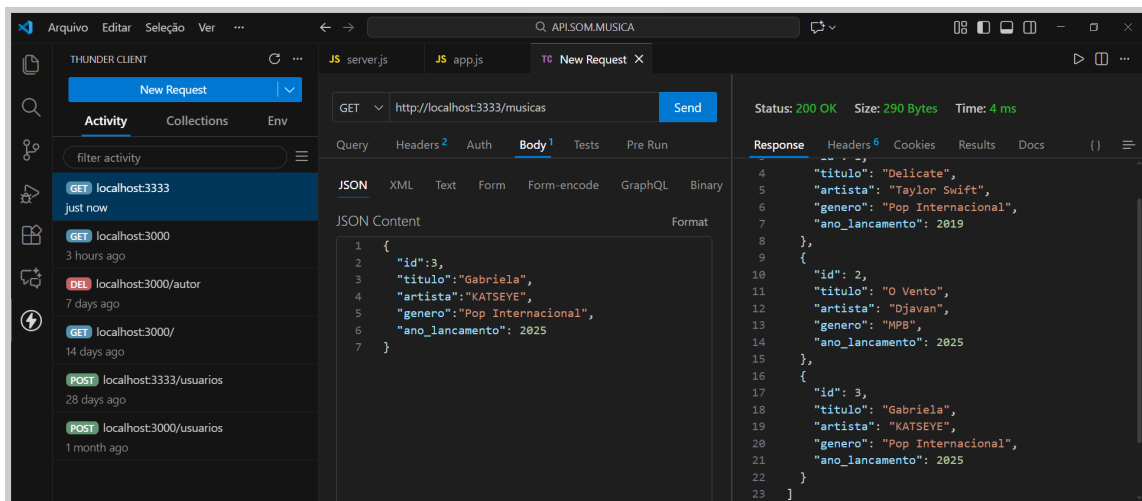 Arquivo Editar Seleção Ver ··· API.SOM.MUSICA
THUNDER CLIENT
New Request
Activity Collections Env
filter activity
GET localhost:3333
just now
GET localhost:3000
3 hours ago
DEL localhost:3000/autor
7 days ago
GET localhost:3000/
14 days ago
POST localhost:3333/usuarios
28 days ago
POST localhost:3000/usuarios
1 month ago
JS server.js JS app.js TC New Request
GET http://localhost:3333/musicas Send
Query Headers 2 Auth Body 1 Tests Pre Run
JSON XML Text Form Form-encode GraphQL Binary
JSON Content Format
1 {
2 "id":3,
3 "titulo":"Gabriela",
4 "artista":"KATSEYE",
5 "genero":"Pop Internacional",
6 "ano_lancamento": 2025
7 }
Status: 200 OK Size: 290 Bytes Time: 4 ms
Response Headers 6 Cookies Results Docs {}
4 "titulo": "Delicate",
5 "artista": "Taylor Swift",
6 "genero": "Pop Internacional",
7 "ano_lancamento": 2019
8 },
9 {
10 "id": 2,
11 "titulo": "O Vento",
12 "artista": "Djavan",
13 "genero": "MPB",
14 "ano_lancamento": 2025
15 },
16 {
17 "id": 3,
18 "titulo": "Gabriela",
19 "artista": "KATSEYE",
20 "genero": "Pop Internacional",
21 "ano_lancamento": 2025
22 }
23 ]